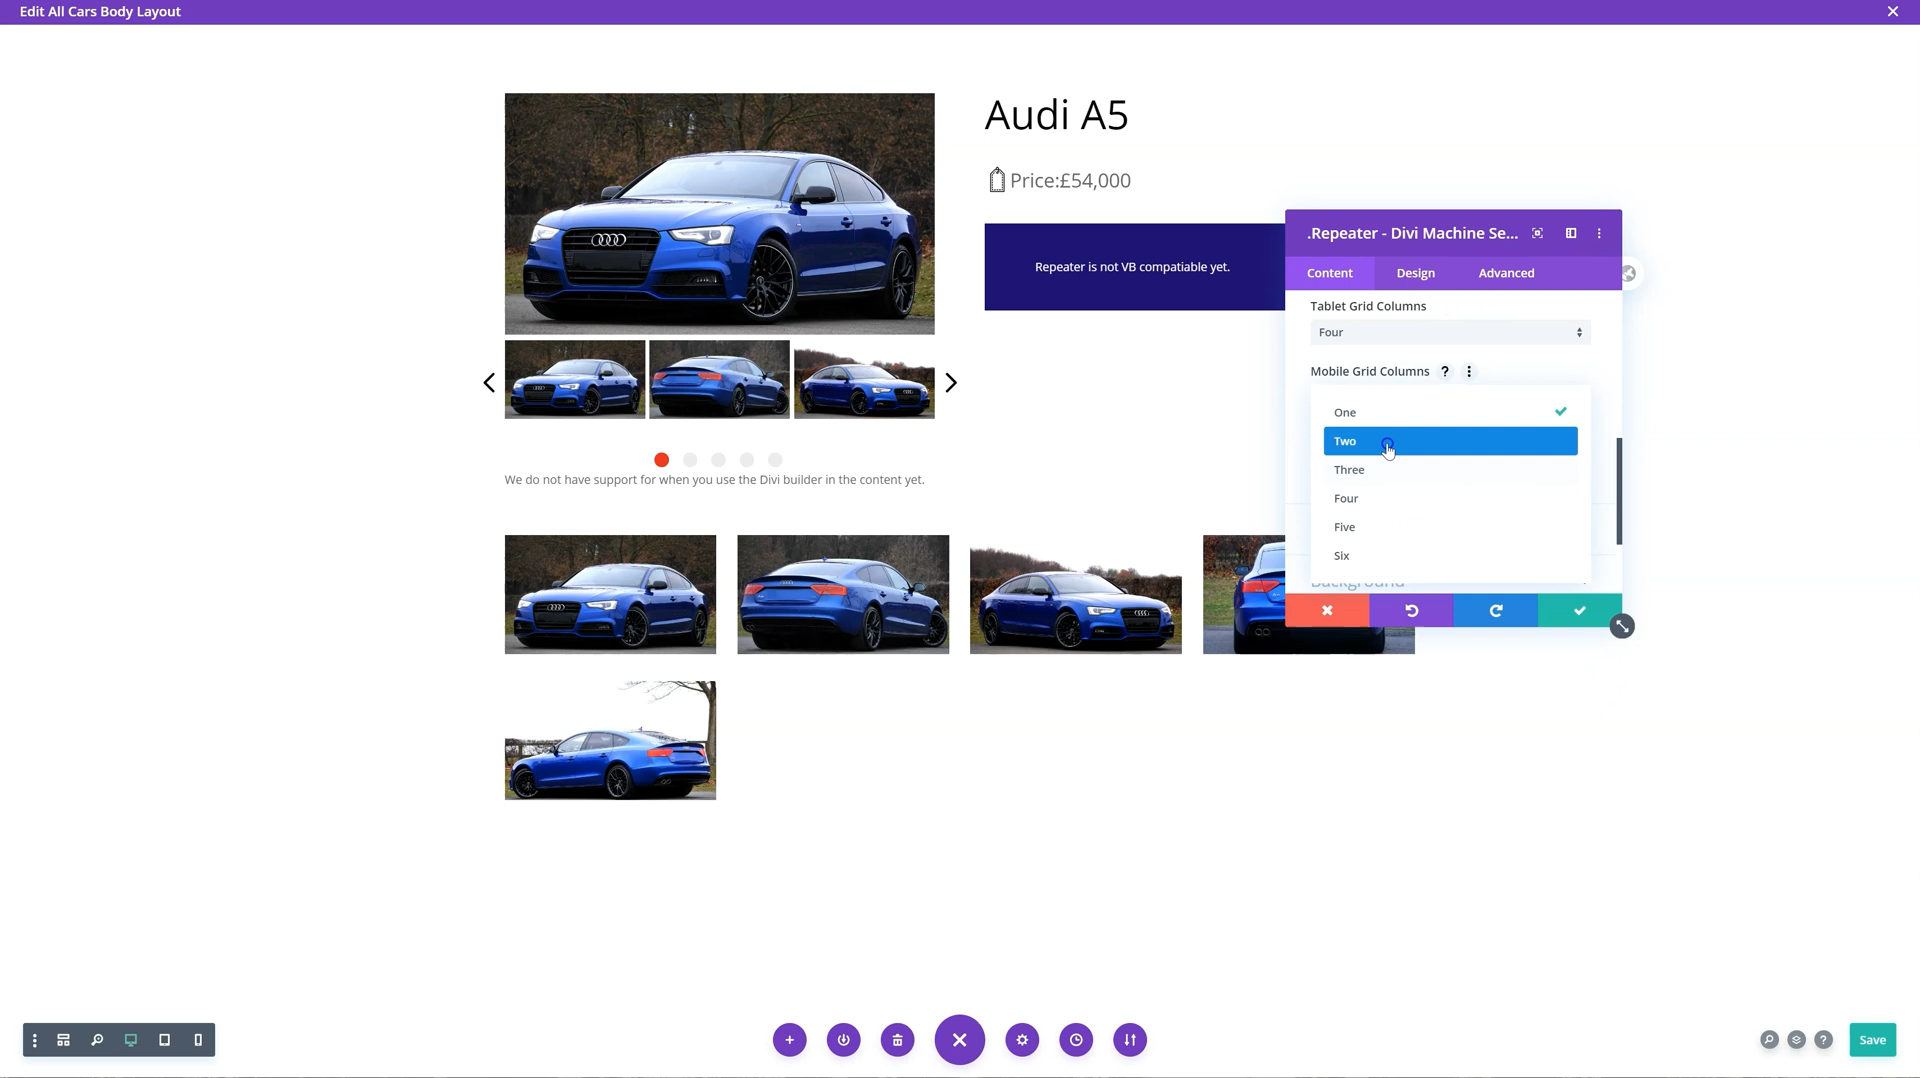 Edit All Cars Body Layout
Audi A5
Price:£54,000
Repeater is not VB compatiable yet.
We do not have support for when you use the Divi builder in the content yet.
.Repeater - Divi Machine Se...
Content Design Advanced
Tablet Grid Columns
Four
Mobile Grid Columns ?
One
Two
Three
Four
Five
Six
Background
? Save